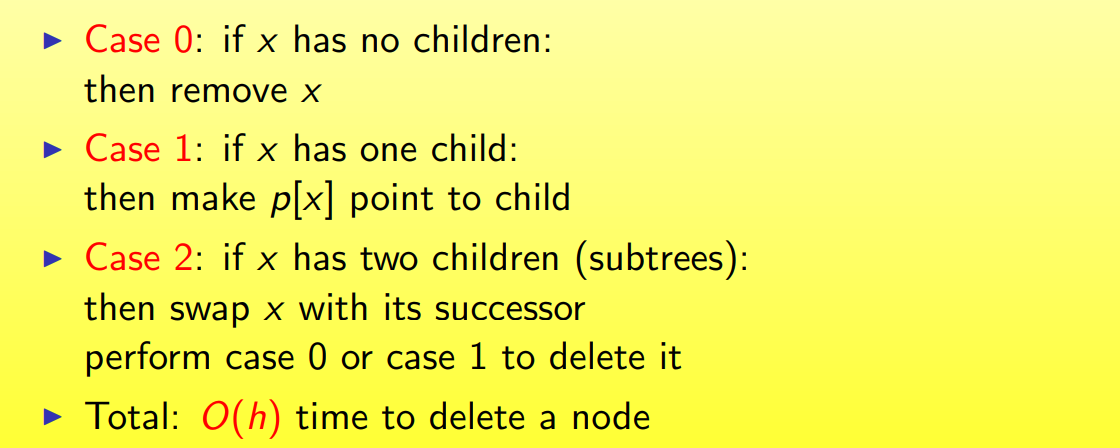 ▶ Case 0: if x has no children:
then remove x
▶ Case 1: if x has one child:
then make p[x] point to child
▶ Case 2: if x has two children (subtrees):
then swap x with its successor
perform case 0 or case 1 to delete it
▶ Total: O(h) time to delete a node